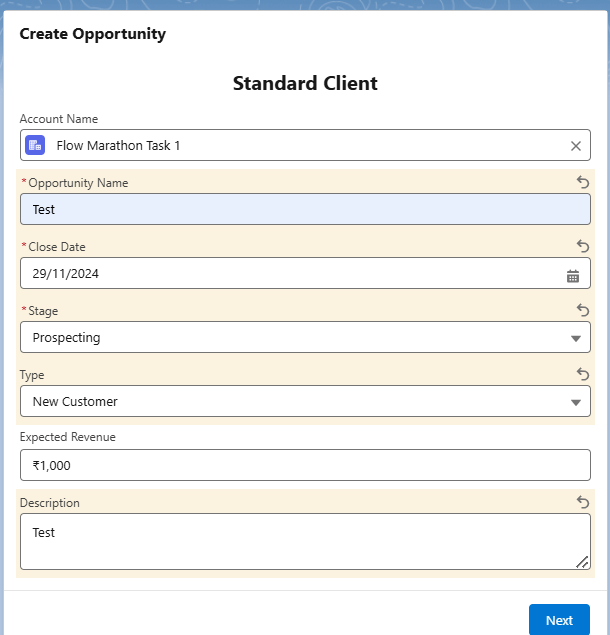 Create Opportunity
Standard Client
Account Name
Flow Marathon Task 1
*Opportunity Name
Test
*Close Date
29/11/2024
*Stage
Prospecting
Type
New Customer
Expected Revenue
₹1,000
Description
Test
Next